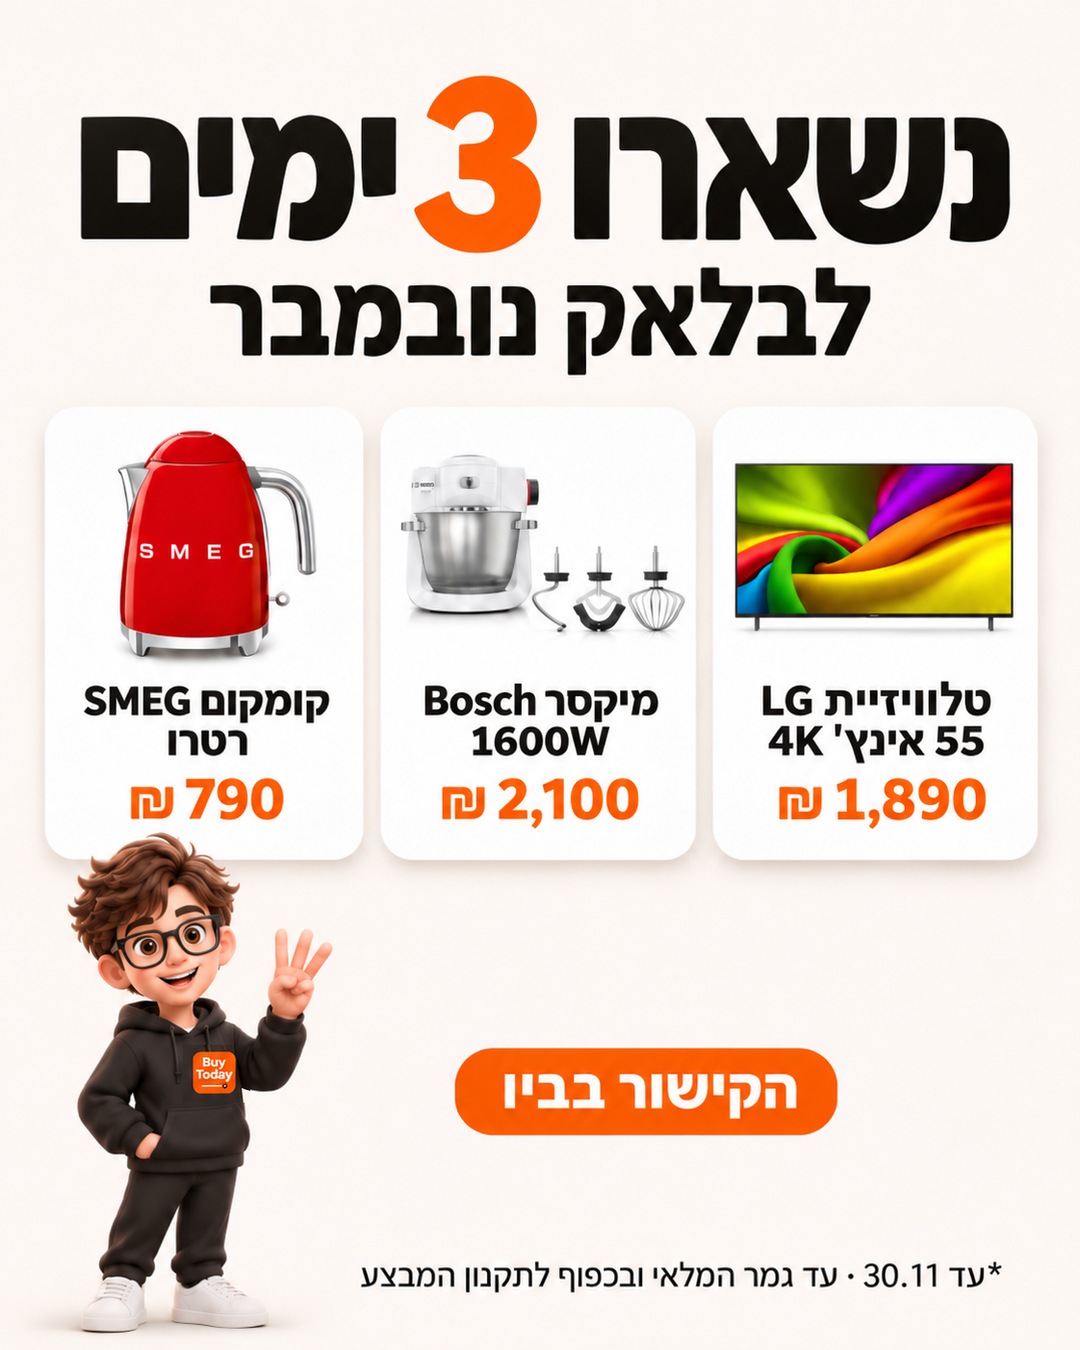 נשארו 3 ימים
לבלאק נובמבר
טלוויזיית LG
55 אינץ' 4K
1,890 ₪
מיקסר Bosch
1600W
2,100 ₪
SMEG
קומקום SMEG
רטרו
790 ₪
Buy
Today
הקישור בביו
*עד 30.11 · עד גמר המלאי ובכפוף לתקנון המבצע